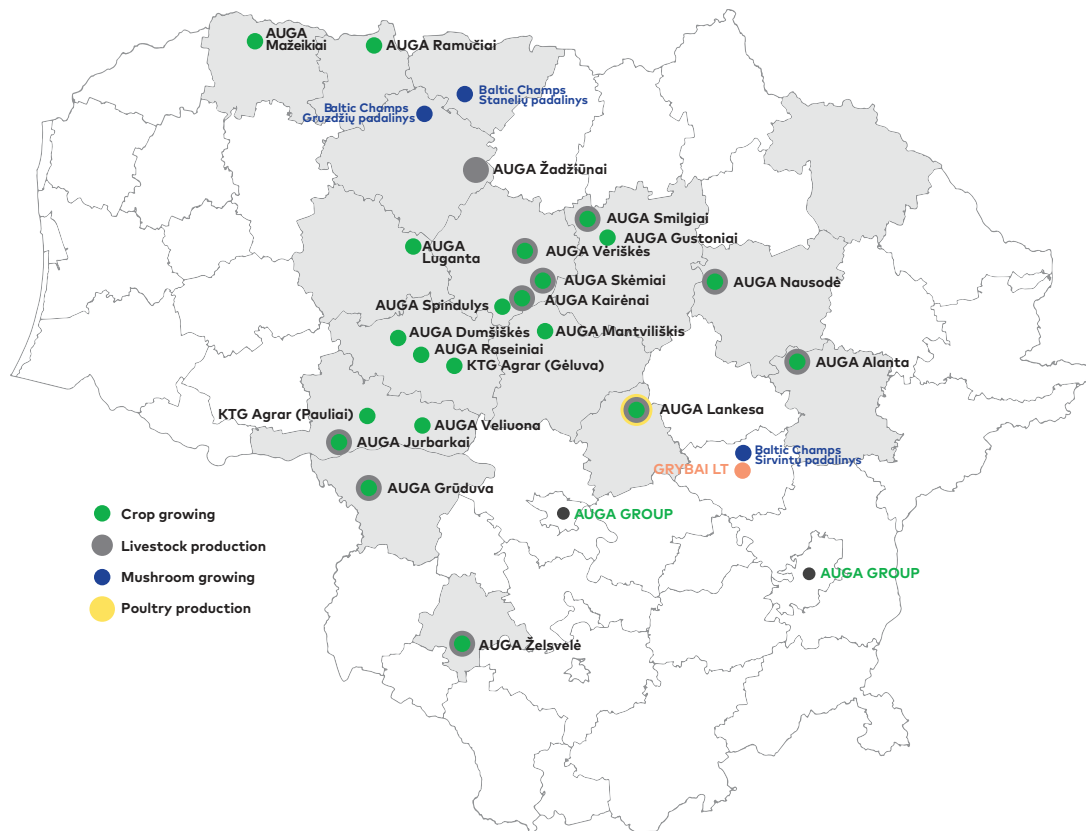 AUGA
Mažeikiai
AUGA Ramučiai
Baltic Champs
Stanelių padalinys
Baltic Champs
Gruzdžių padalinys
AUGA Žadžiūnai
AUGA Smilgiai
AUGA Gustoniai
AUGA
Luganta
AUGA Vėriškės
AUGA Skėmiai
AUGA Nausodė
AUGA Kairėnai
AUGA Spindulys
AUGA Dumšiškės
AUGA Mantviliškis
AUGA Raseiniai
KTG Agrar (Gėluva)
AUGA Alanta
KTG Agrar (Pauliai)
AUGA Lankesa
AUGA Veliuona
AUGA Jurbarkai
Baltic Champs
Širvintų padalinys
GRYBAI LT
AUGA Grūduva
AUGA GROUP
AUGA GROUP
Crop growing
Livestock production
Mushroom growing
Poultry production
AUGA Želsvelė